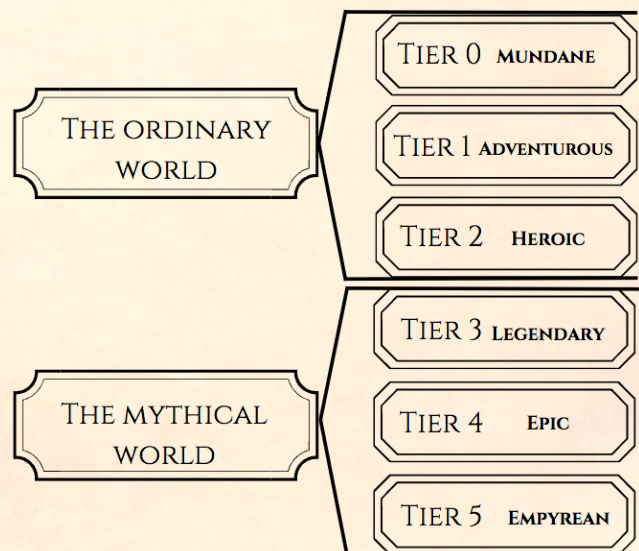 THE ORDINARY
WORLD
TIER 0 MUNDANE
TIER 1 ADVENTUROUS
TIER 2 HEROIC
THE MYTHICAL
WORLD
TIER 3 LEGENDARY
TIER 4 EPIC
TIER 5 EMPYREAN